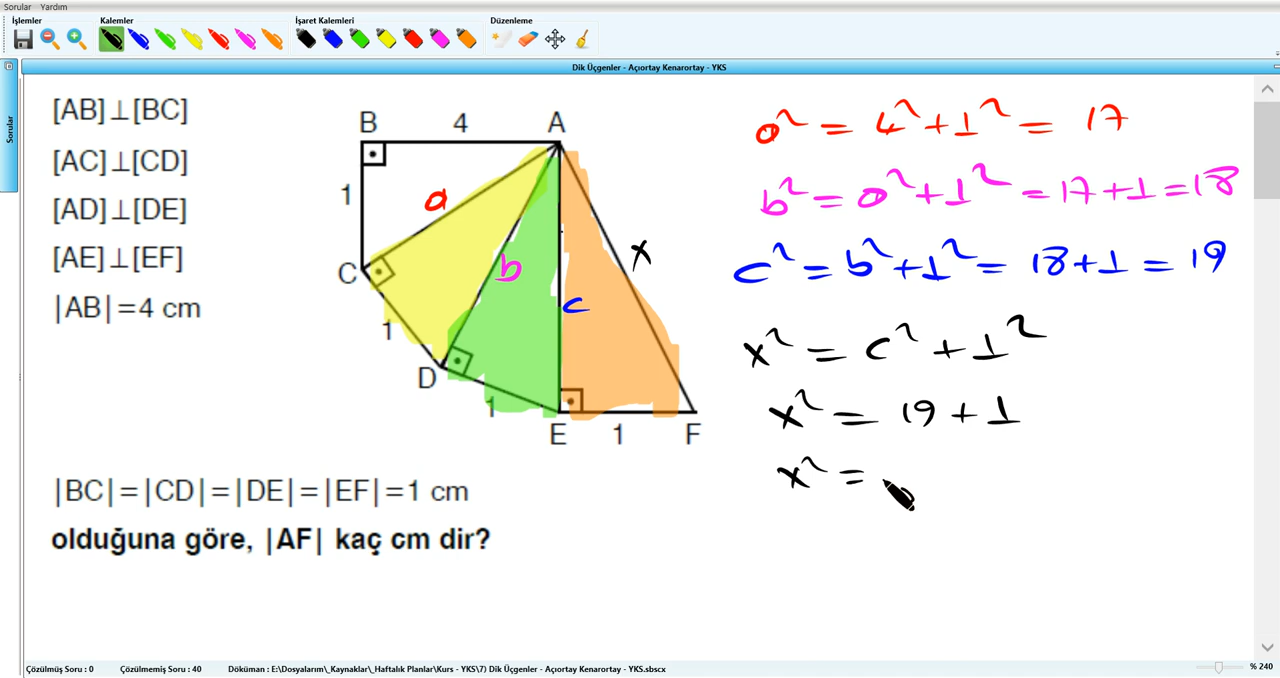 Sorular Yardım
İşlemler Kalemler İşaret Kalemleri Düzenleme
Dik Üçgenler - Açıortay Kenarortay - YKS
Sorular
[AB]⊥[BC]
[AC]⊥[CD]
[AD]⊥[DE]
[AE]⊥[EF]
|AB|=4 cm
B 4 A
1 a
x
C b
c
1
D
1
E 1 F
a² = 4² + 1² = 17
b² = a² + 1² = 17 + 1 = 18
c² = b² + 1² = 18 + 1 = 19
x² = c² + 1²
x² = 19 + 1
x² =
|BC|=|CD|=|DE|=|EF|=1 cm
olduğuna göre, |AF| kaç cm dir?
Çözülmüş Soru : 0 Çözülmemiş Soru : 40 Döküman : E:\Dosyalarım\_Kaynaklar\_Haftalık Planlar\Kurs - YKS\7) Dik Üçgenler - Açıortay Kenarortay - YKS.sbscx % 240